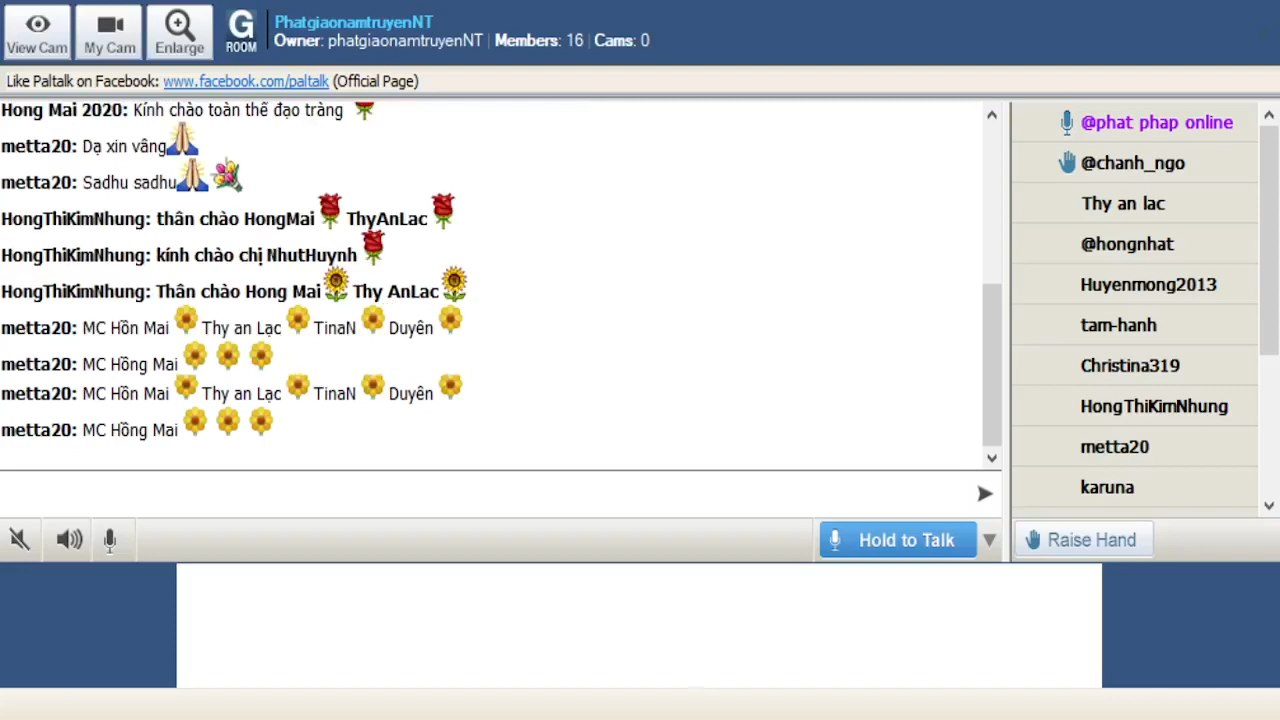 View Cam
My Cam
Enlarge
G
ROOM
PhatgiaonamtruyenNT
Owner: phatgiaonamtruyenNT | Members: 16 | Cams: 0
Like Paltalk on Facebook: www.facebook.com/paltalk (Official Page)
Hong Mai 2020: Kính chào toàn thể đạo tràng
metta20: Dạ xin vâng
metta20: Sadhu sadhu
HongThiKimNhung: thân chào HongMai ThyAnLac
HongThiKimNhung: kính chào chị NhutHuynh
HongThiKimNhung: Thân chào Hong Mai Thy AnLac
metta20: MC Hồn Mai Thy an Lạc TinaN Duyên
metta20: MC Hồng Mai
metta20: MC Hồn Mai Thy an Lạc TinaN Duyên
metta20: MC Hồng Mai
@phat phap online
@chanh_ngo
Thy an lac
@hongnhat
Huyenmong2013
tam-hanh
Christina319
HongThiKimNhung
metta20
karuna
Hold to Talk
Raise Hand